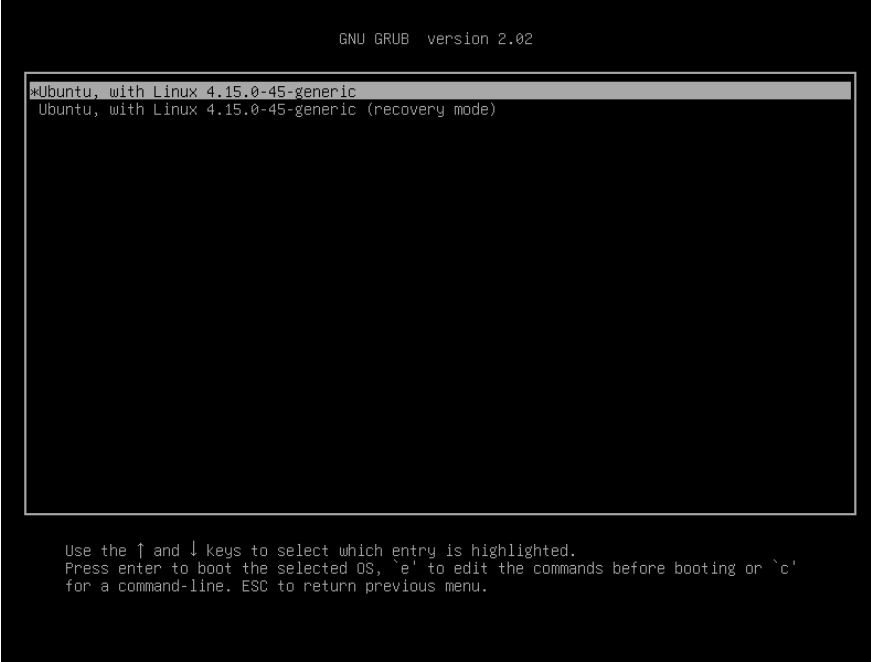 GNU GRUB  version 2.02
*Ubuntu, with Linux 4.15.0-45-generic
 Ubuntu, with Linux 4.15.0-45-generic (recovery mode)
Use the ↑ and ↓ keys to select which entry is highlighted.
Press enter to boot the selected OS, `e' to edit the commands before booting or `c'
for a command-line. ESC to return previous menu.